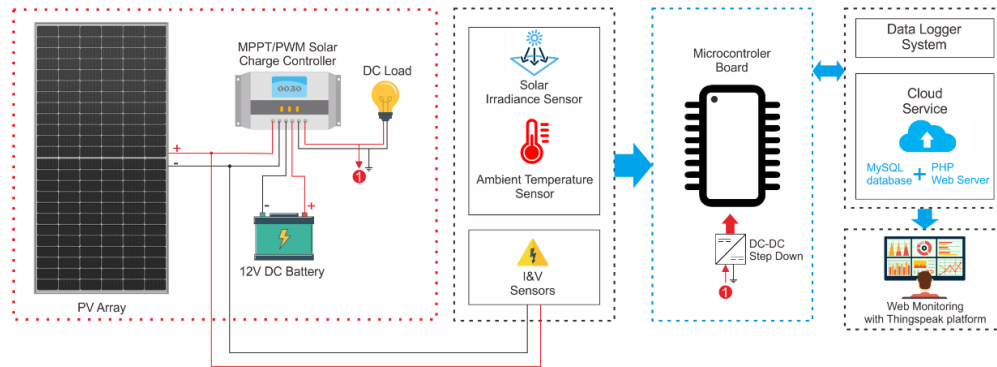 MPPT/PWM Solar
Charge Controller
0030
DC Load
+
-
1
-
+
12V DC Battery
PV Array
Solar
Irradiance Sensor
Ambient Temperature
Sensor
I&V
Sensors
Microcontroler
Board
DC-DC
Step Down
1
Data Logger
System
Cloud
Service
MySQL
database
+
PHP
Web Server
Web Monitoring
with Thingspeak platform